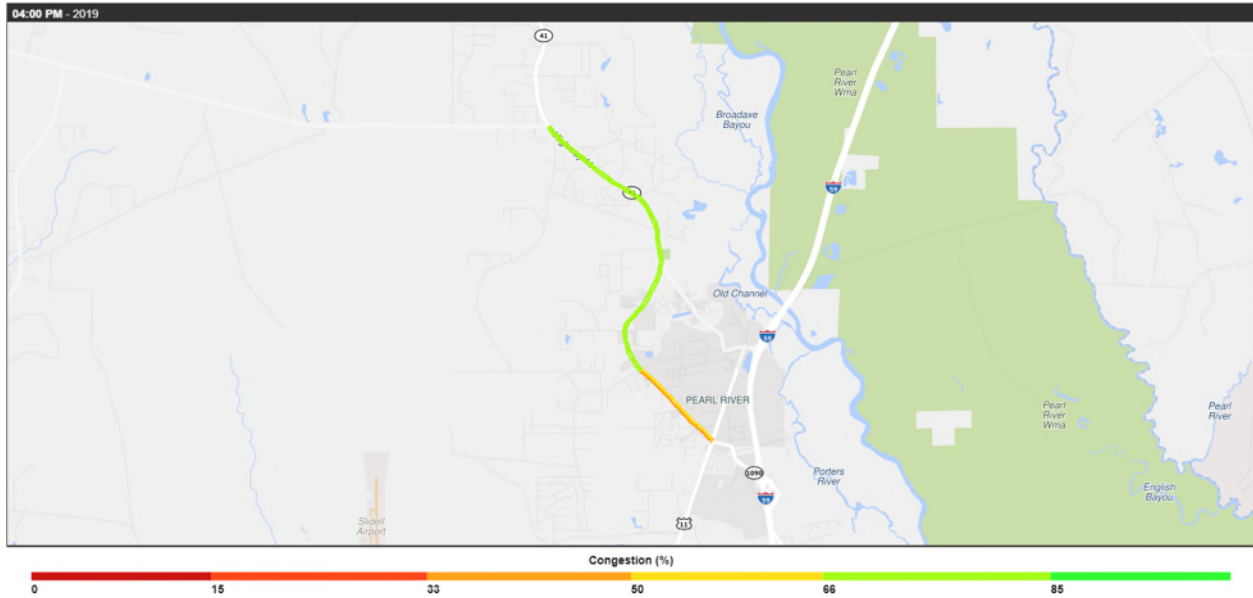 04:00 PM - 2019
41
Pearl
River
Wma
Broadaxe
Bayou
59
Old Channel
59
PEARL RIVER
Pearl
River
Wma
Pearl
River
1090
Porters
River
English
Bayou
59
Slidell
Airport
11
Congestion (%)
0 15 33 50 66 85